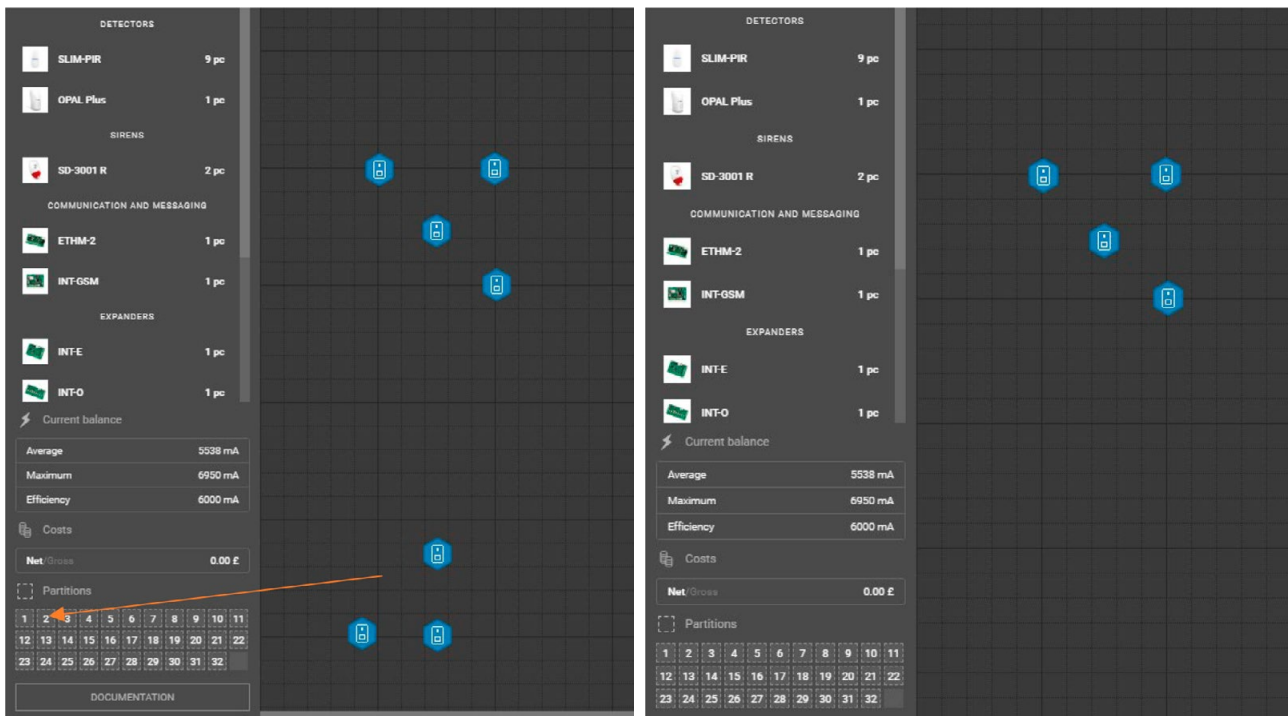 DETECTORS
SLIM-PIR 9 pc
OPAL Plus 1 pc
SIRENS
SD-3001 R 2 pc
COMMUNICATION AND MESSAGING
ETHM-2 1 pc
INT-GSM 1 pc
EXPANDERS
INT-E 1 pc
INT-O 1 pc
Current balance
Average 5538 mA
Maximum 6950 mA
Efficiency 6000 mA
Costs
Net/Gross 0.00 £
Partitions
1 2 3 4 5 6 7 8 9 10 11
12 13 14 15 16 17 18 19 20 21 22
23 24 25 26 27 28 29 30 31 32
DOCUMENTATION
DETECTORS
SLIM-PIR 9 pc
OPAL Plus 1 pc
SIRENS
SD-3001 R 2 pc
COMMUNICATION AND MESSAGING
ETHM-2 1 pc
INT-GSM 1 pc
EXPANDERS
INT-E 1 pc
INT-O 1 pc
Current balance
Average 5538 mA
Maximum 6950 mA
Efficiency 6000 mA
Costs
Net/Gross 0.00 £
Partitions
1 2 3 4 5 6 7 8 9 10 11
12 13 14 15 16 17 18 19 20 21 22
23 24 25 26 27 28 29 30 31 32